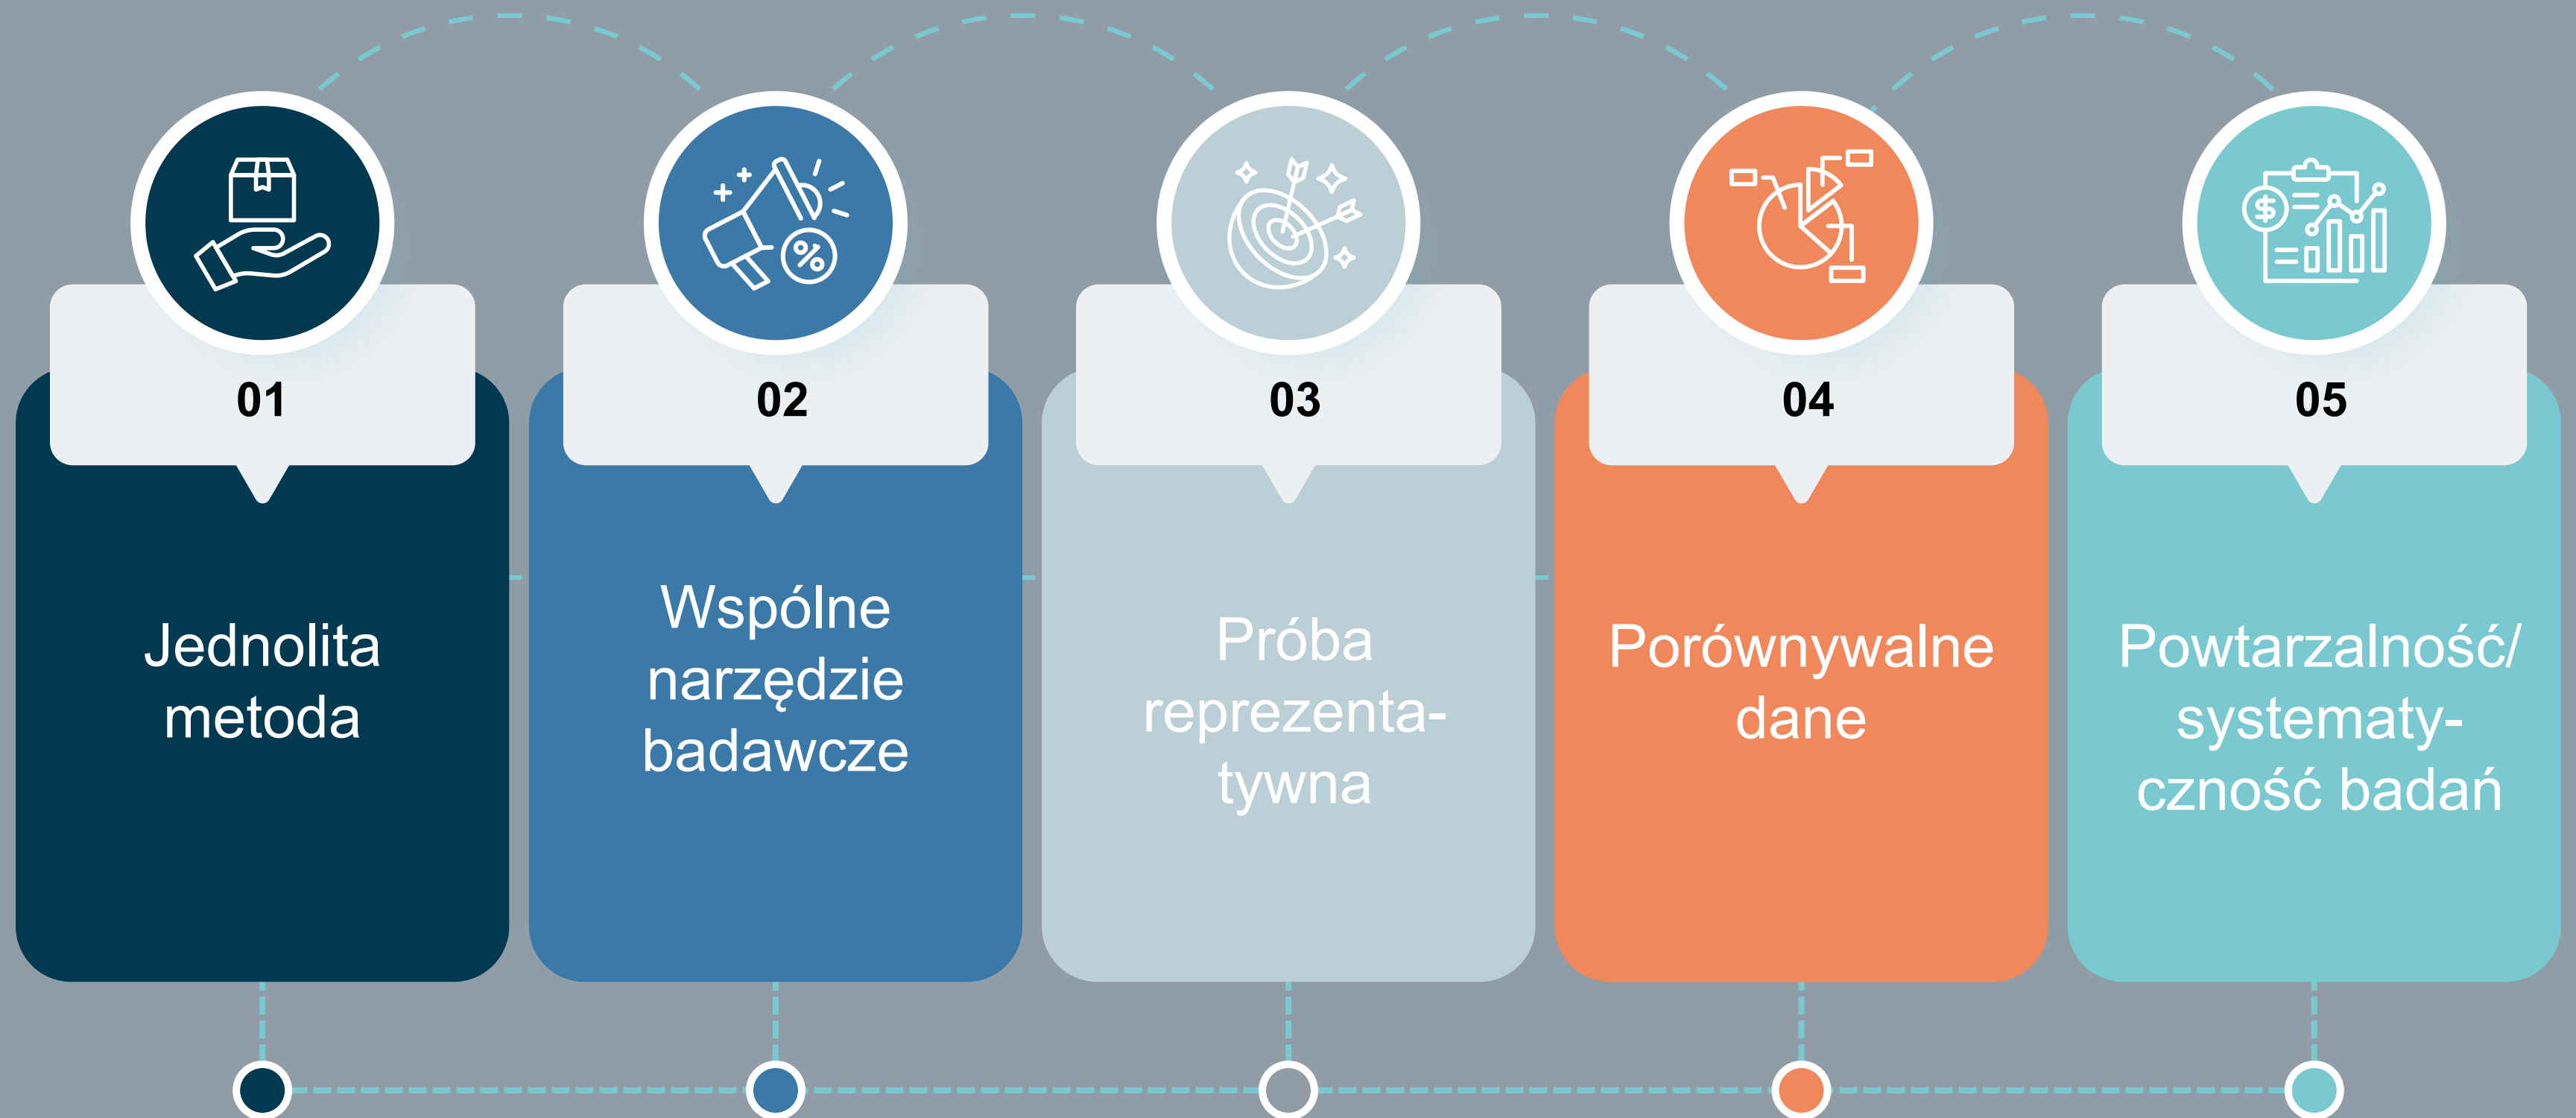 01
Jednolita
metoda
02
Wspólne
narzędzie
badawcze
03
Próba
reprezenta-
tywna
04
Porównywalne
dane
05
Powtarzalność/
systematy-
czność badań